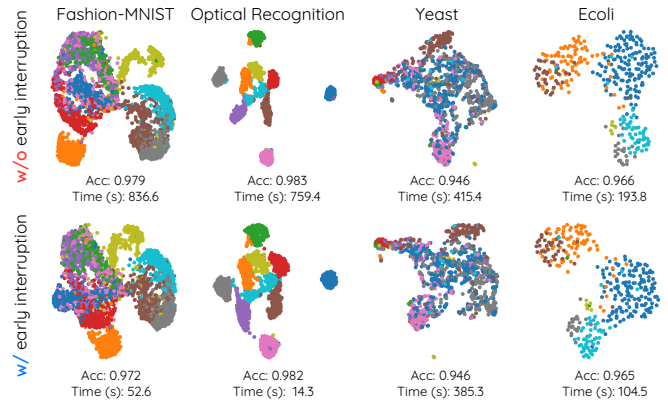 Fashion-MNIST Optical Recognition Yeast Ecoli
w/o early interruption
Acc: 0.979 Acc: 0.983 Acc: 0.946 Acc: 0.966
Time (s): 836.6 Time (s): 759.4 Time (s): 415.4 Time (s): 193.8
w/ early interruption
Acc: 0.972 Acc: 0.982 Acc: 0.946 Acc: 0.965
Time (s): 52.6 Time (s): 14.3 Time (s): 385.3 Time (s): 104.5